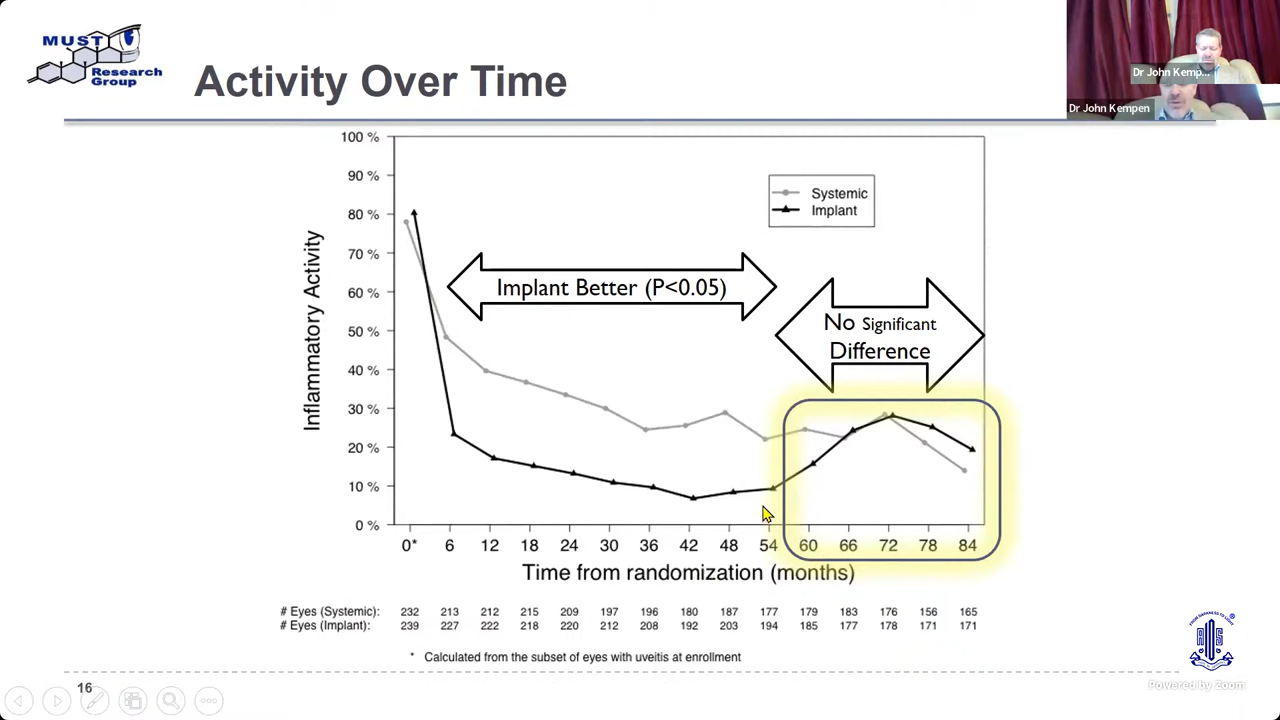 MUST
Research
Group
Activity Over Time
Dr John Kemp...
Dr John Kempen
100 %
90 %
80 %
70 %
60 %
50 %
40 %
30 %
20 %
10 %
0 %
Inflammatory Activity
Systemic
Implant
Implant Better (P<0.05)
No Significant
Difference
0* 6 12 18 24 30 36 42 48 54 60 66 72 78 84
Time from randomization (months)
# Eyes (Systemic): 232 213 212 215 209 197 196 180 187 177 179 183 176 156 165
# Eyes (Implant): 239 227 222 218 220 212 208 192 203 194 185 177 178 171 171
* Calculated from the subset of eyes with uveitis at enrollment
16
Powered by Zoom